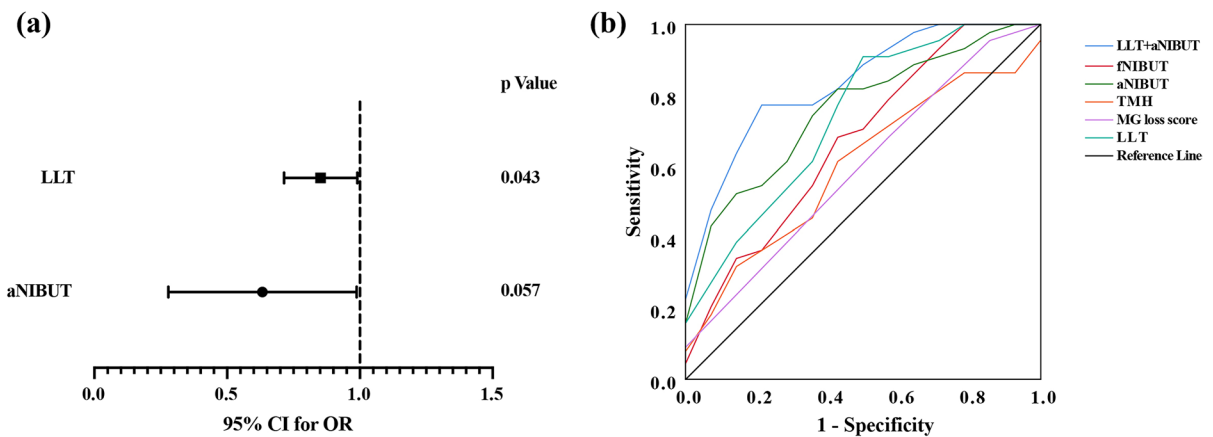 (a)
p Value
LLT
0.043
aNIBUT
0.057
0.0 0.5 1.0 1.5
95% CI for OR
(b)
1.0
0.8
0.6
0.4
0.2
0.0
Sensitivity
0.0 0.2 0.4 0.6 0.8 1.0
1 - Specificity
LLT+aNIBUT
fNIBUT
aNIBUT
TMH
MG loss score
LLT
Reference Line